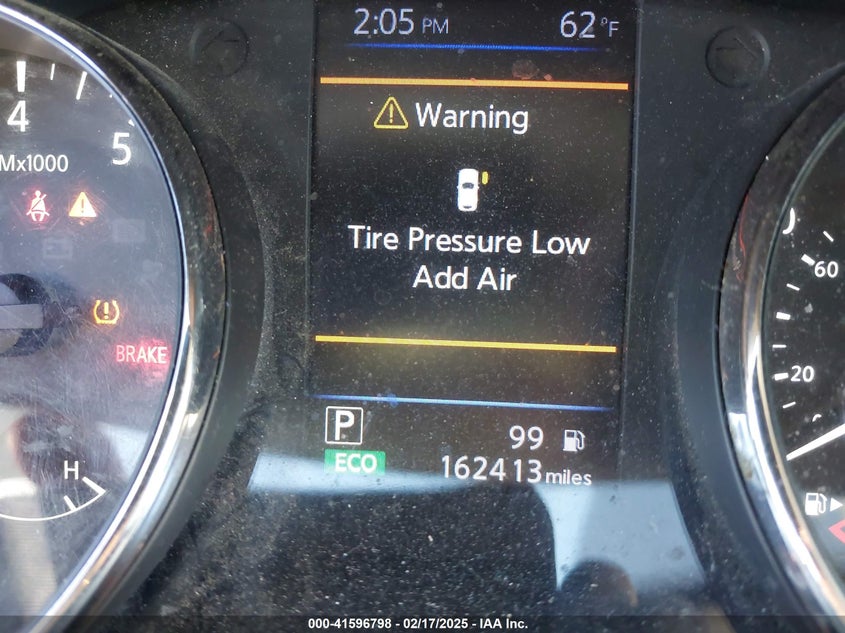 2:05 PM 62°F
4
5
Mx1000
Warning
Tire Pressure Low
Add Air
BRAKE
60
20
P
99
ECO
162413 miles
H
000-41596798 - 02/17/2025 - IAA Inc.